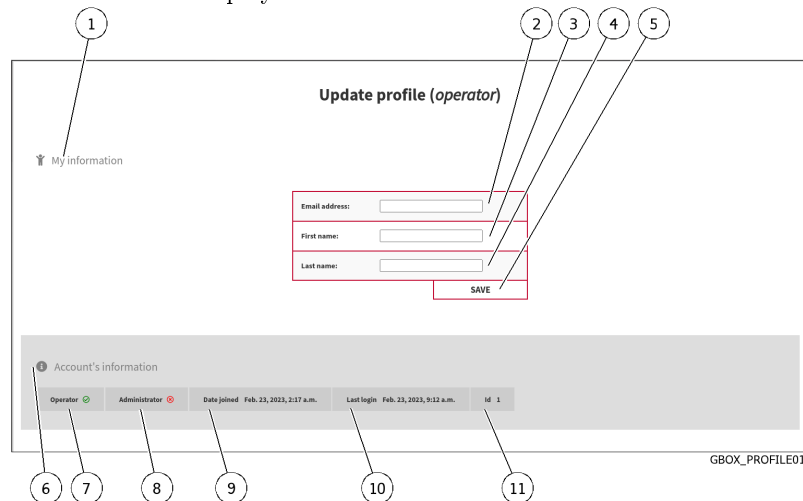 1 2 3 4 5
Update profile (operator)
My information
Email address:
First name:
Last name:
SAVE
Account's information
Operator Administrator Date joined Feb. 23, 2023, 2:17 a.m. Last login Feb. 23, 2023, 9:12 a.m. Id 1
GBOX_PROFILE01
6 7 8 9 10 11